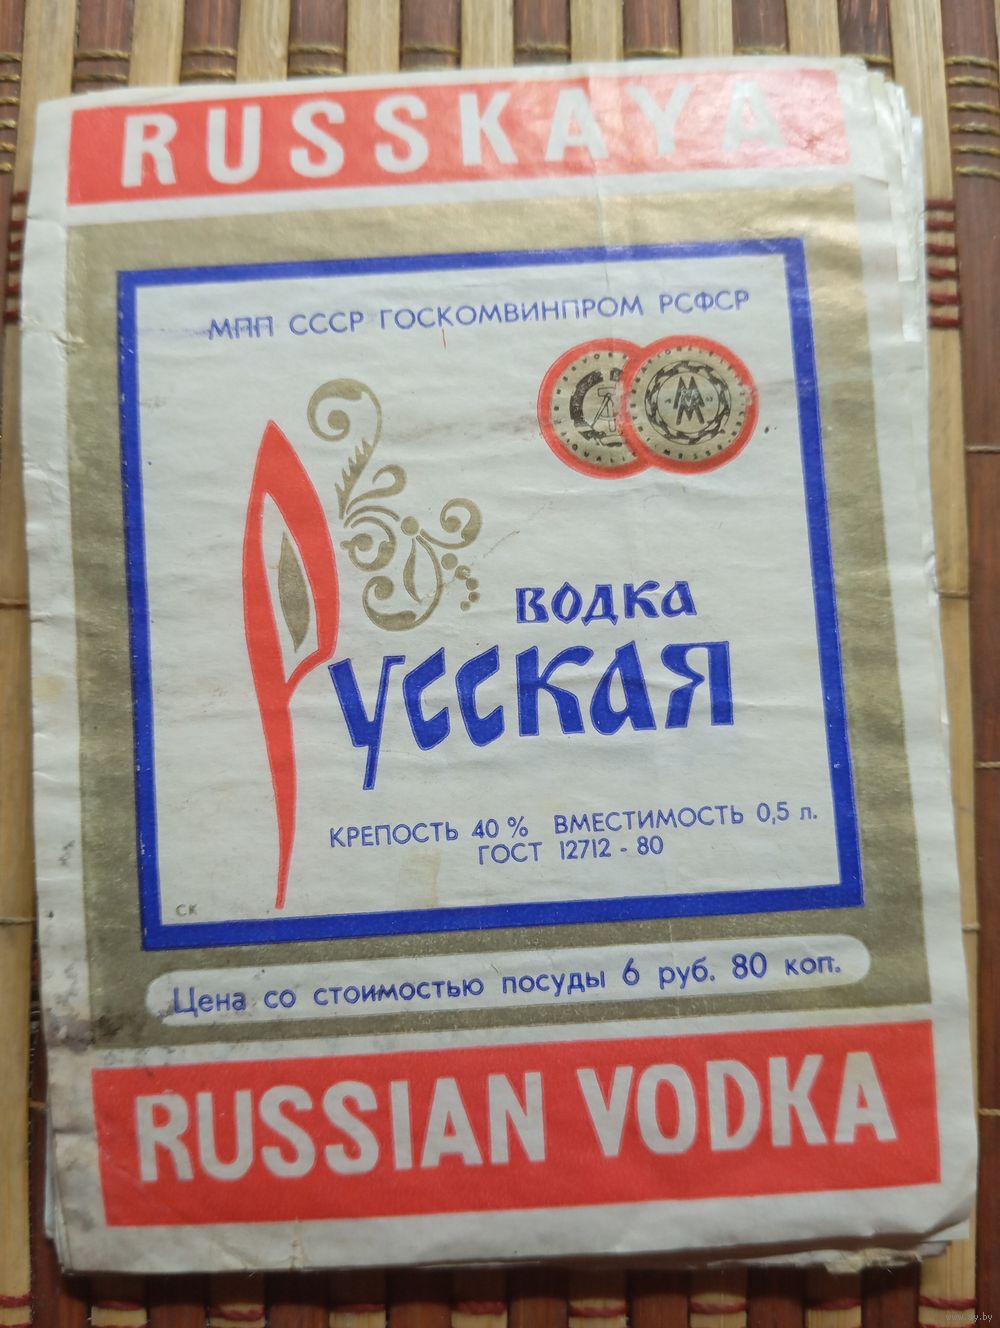 RUSSKAYA
МПП СССР ГОСКОМВИНПРОМ РСФСР
ММ
ВОДКА
Русская
КРЕПОСТЬ 40 % ВМЕСТИМОСТЬ 0,5 л.
ГОСТ 12712 - 80
СК
Цена со стоимостью посуды 6 руб. 80 коп.
RUSSIAN VODKA